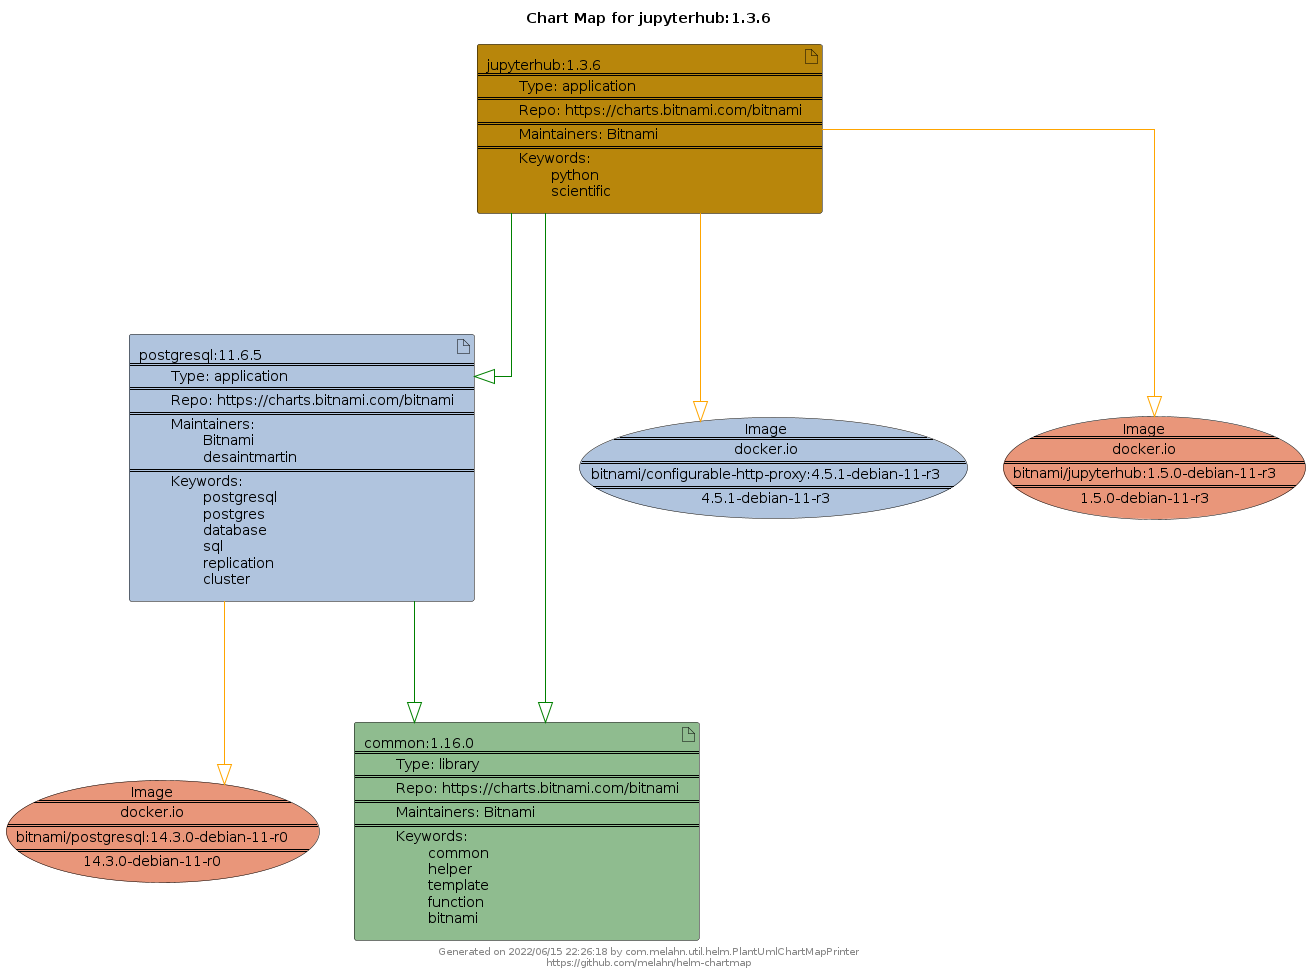 Chart Map for jupyterhub:1.3.6
jupyterhub:1.3.6
Type: application
Repo: https://charts.bitnami.com/bitnami
Maintainers: Bitnami
Keywords:
python
scientific
postgresql:11.6.5
Type: application
Repo: https://charts.bitnami.com/bitnami
Maintainers:
Bitnami
desaintmartin
Keywords:
postgresql
postgres
database
sql
replication
cluster
Image
docker.io
bitnami/configurable-http-proxy:4.5.1-debian-11-r3
4.5.1-debian-11-r3
Image
docker.io
bitnami/jupyterhub:1.5.0-debian-11-r3
1.5.0-debian-11-r3
Image
docker.io
bitnami/postgresql:14.3.0-debian-11-r0
14.3.0-debian-11-r0
common:1.16.0
Type: library
Repo: https://charts.bitnami.com/bitnami
Maintainers: Bitnami
Keywords:
common
helper
template
function
bitnami
Generated on 2022/06/15 22:26:18 by com.melahn.util.helm.PlantUmlChartMapPrinter
https://github.com/melahn/helm-chartmap